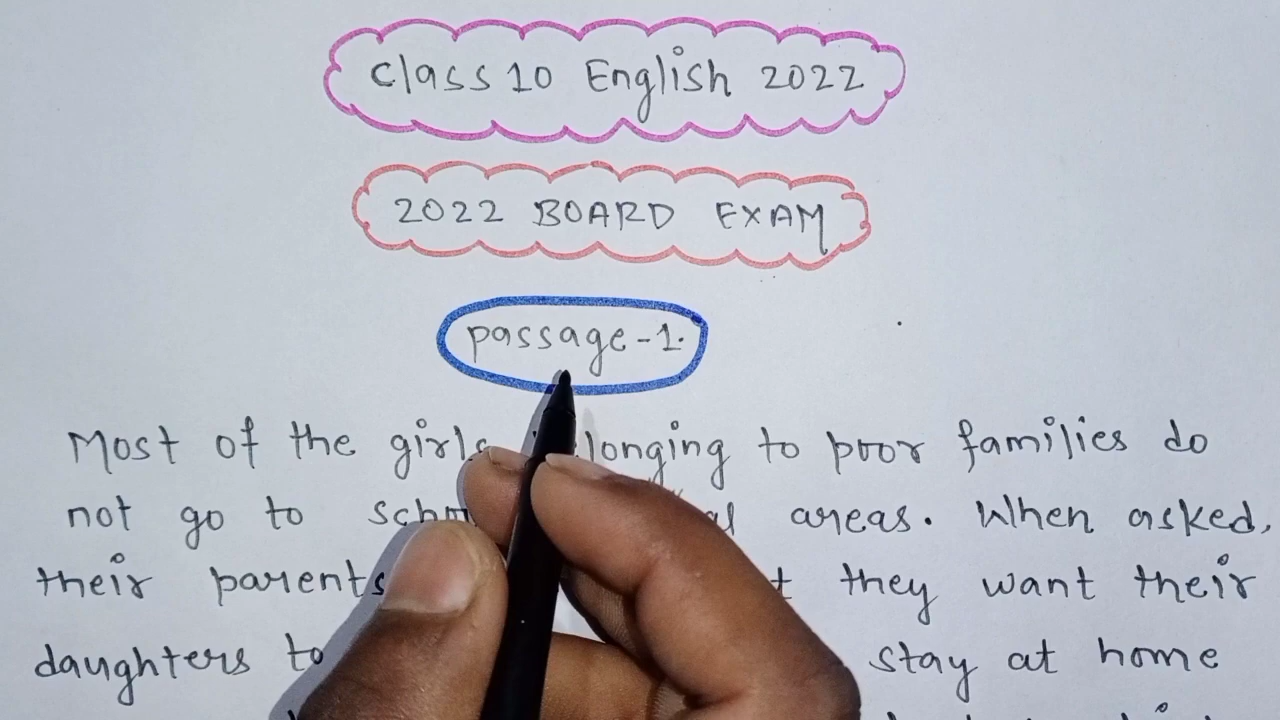 Class 10 English 2022
2022 BOARD EXAM
passage-1.
Most of the girls to poor families do
not go to areas. When asked,
their parents they want their
daughters to stay at home